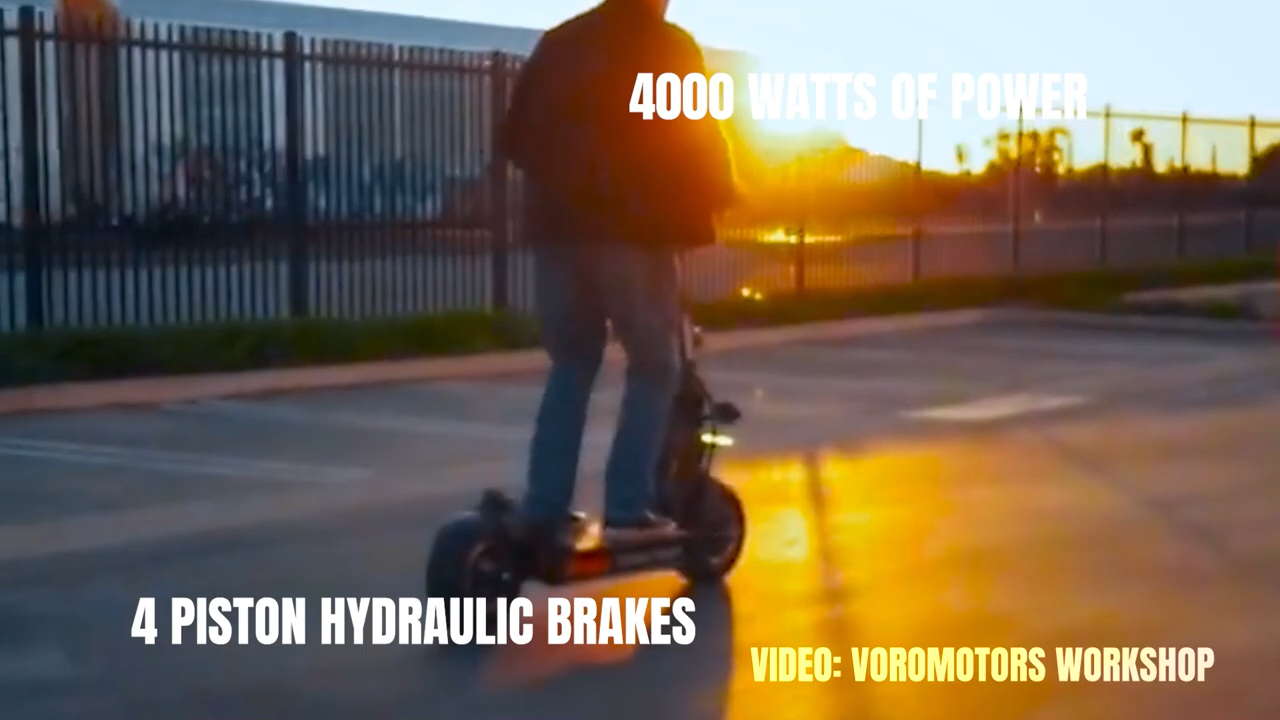 4000 WATTS OF POWER
4 PISTON HYDRAULIC BRAKES
VIDEO: VOROMOTORS WORKSHOP